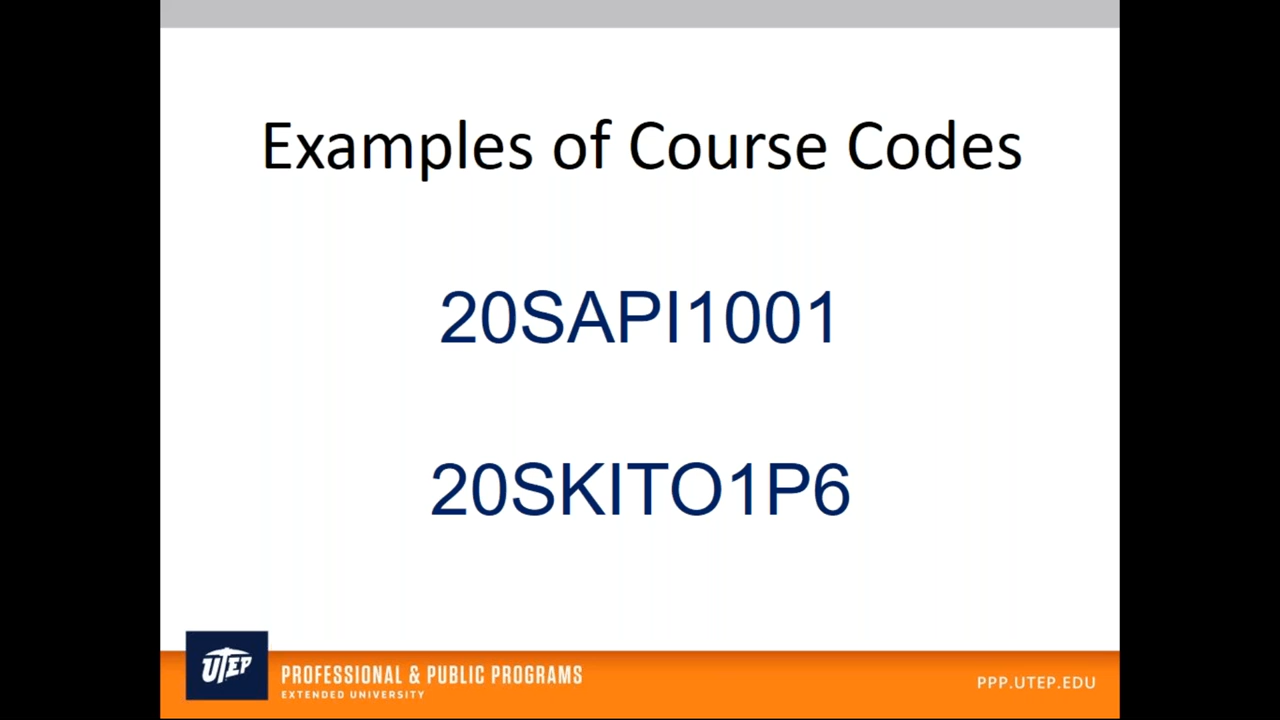 Examples of Course Codes
20SAPI1001
20SKITO1P6
UTEP
PROFESSIONAL & PUBLIC PROGRAMS
EXTENDED UNIVERSITY
PPP.UTEP.EDU